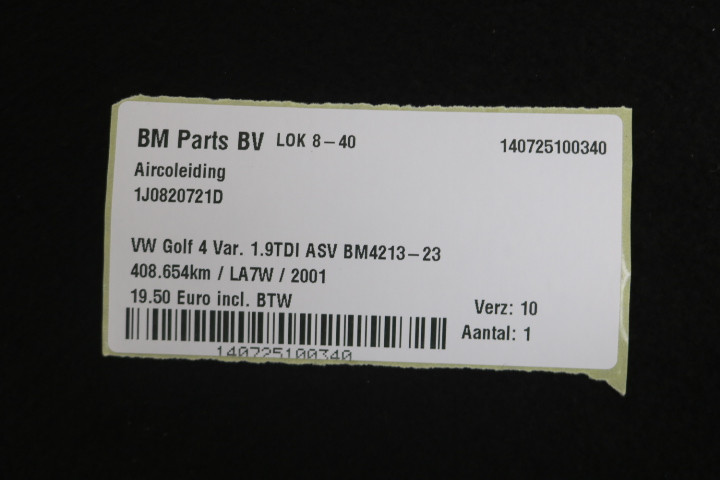 BM Parts BV LOK 8-40 140725100340
Aircoleiding
1J0820721D
VW Golf 4 Var. 1.9TDI ASV BM4213-23
408.654km / LA7W / 2001
19.50 Euro incl. BTW
Verz: 10
Aantal: 1
140725100340